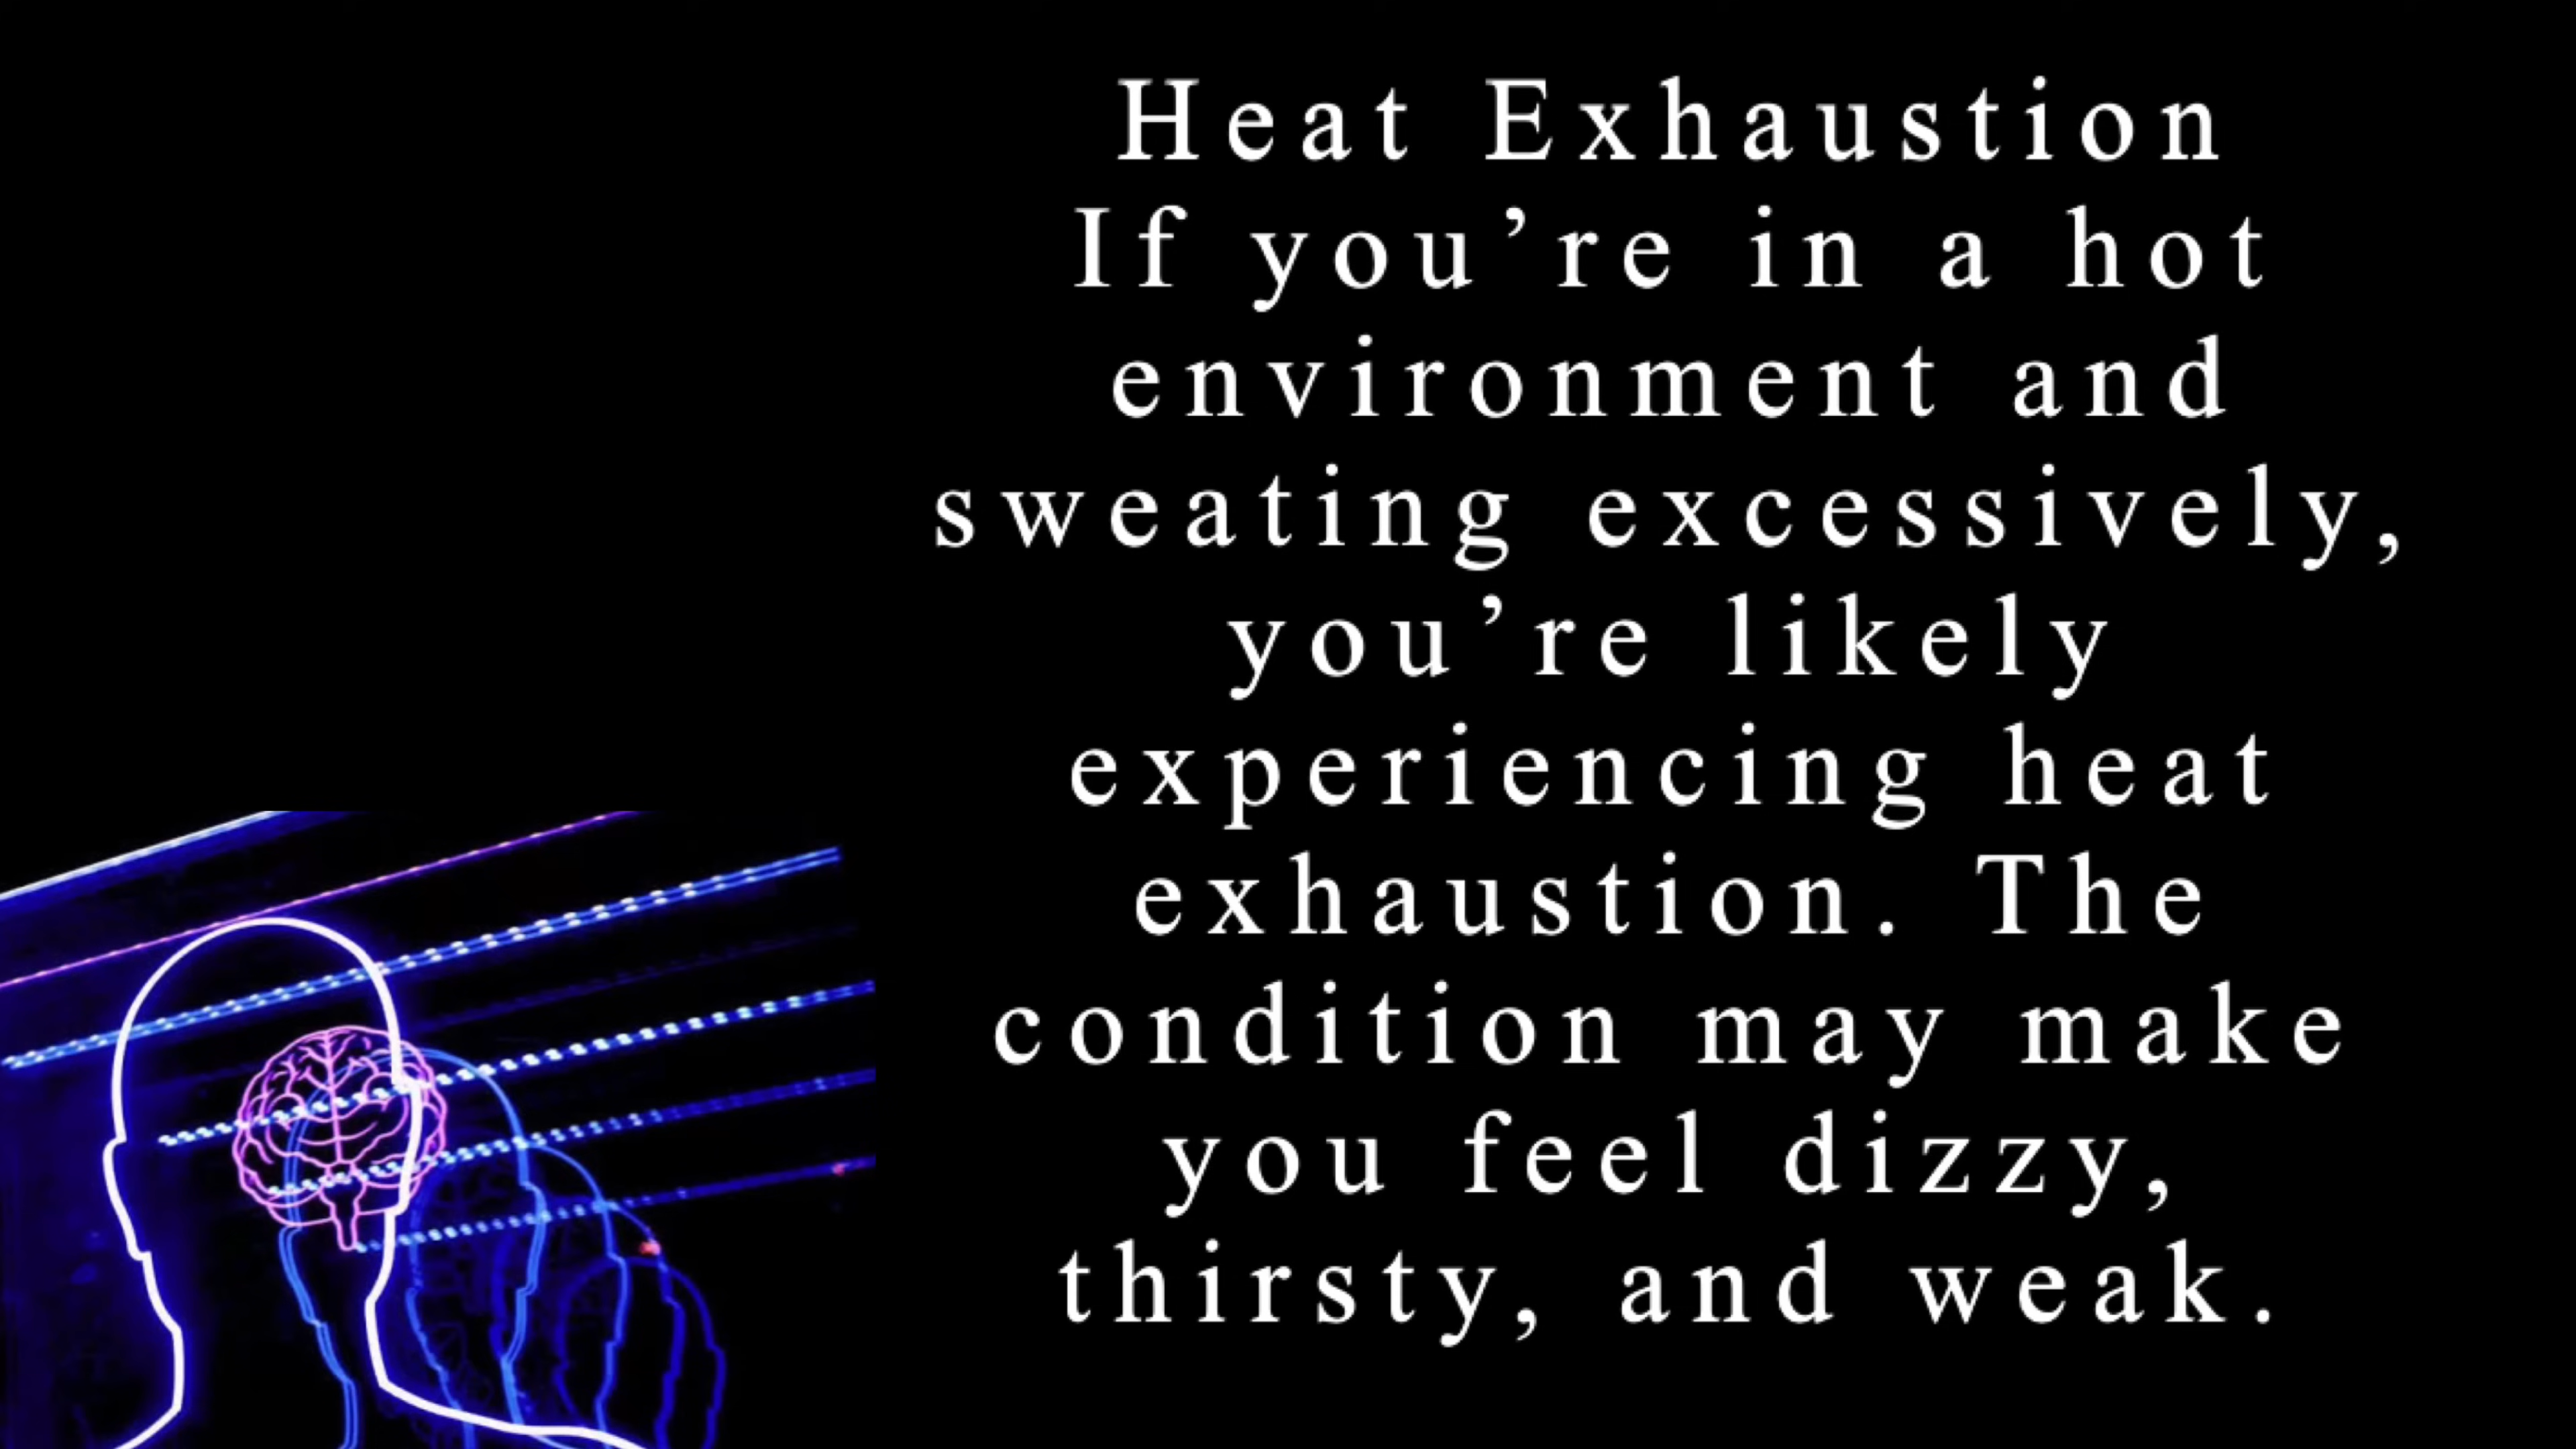 Heat Exhaustion
If you’re in a hot
environment and
sweating excessively,
you’re likely
experiencing heat
exhaustion. The
condition may make
you feel dizzy,
thirsty, and weak.